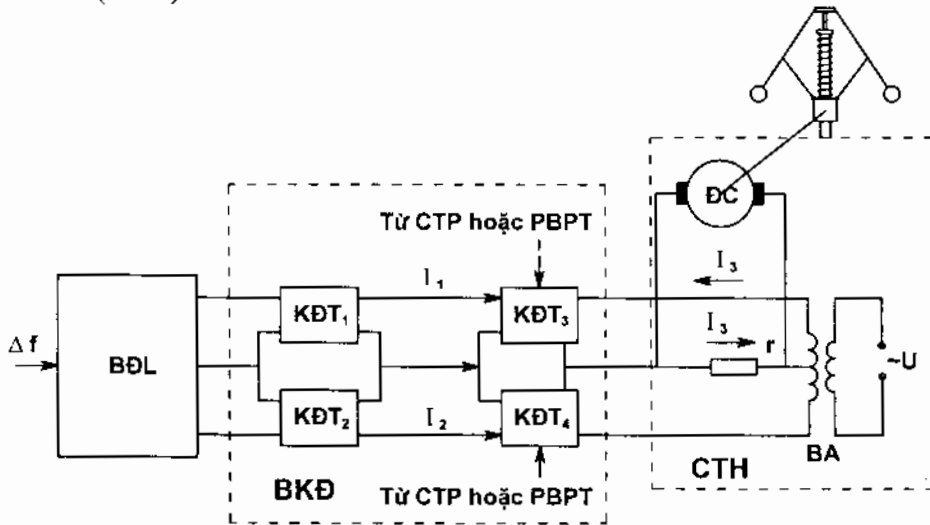 ĐC
Từ CTP hoặc PBPT
I₃
I₁
KĐT₁
KĐT₃
I₃
r
Δf
BĐL
~U
KĐT₂
I₂
KĐT₄
BA
CTH
BKĐ
Từ CTP hoặc PBPT